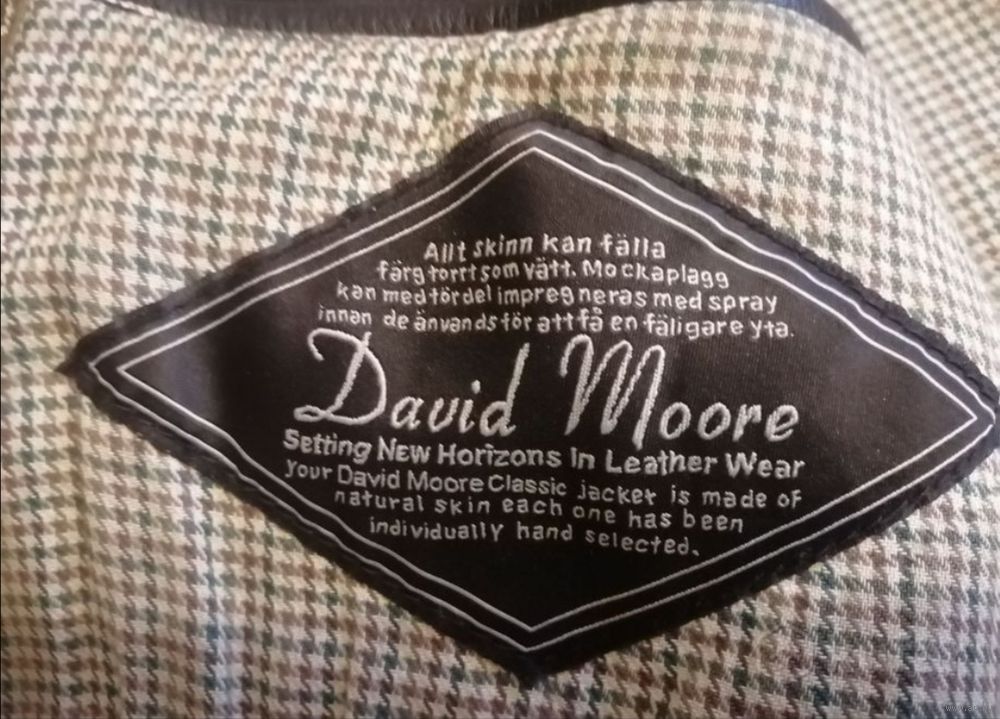 Allt skinn kan fälla
färg torrt som vått. Mockaplagg
kan med fördel impregneras med spray
innan de änvands för att få en fäligare yta.
David Moore
Setting New Horizons In Leather Wear
your David Moore Classic jacket is made of
natural skin each one has been
individually hand selected.